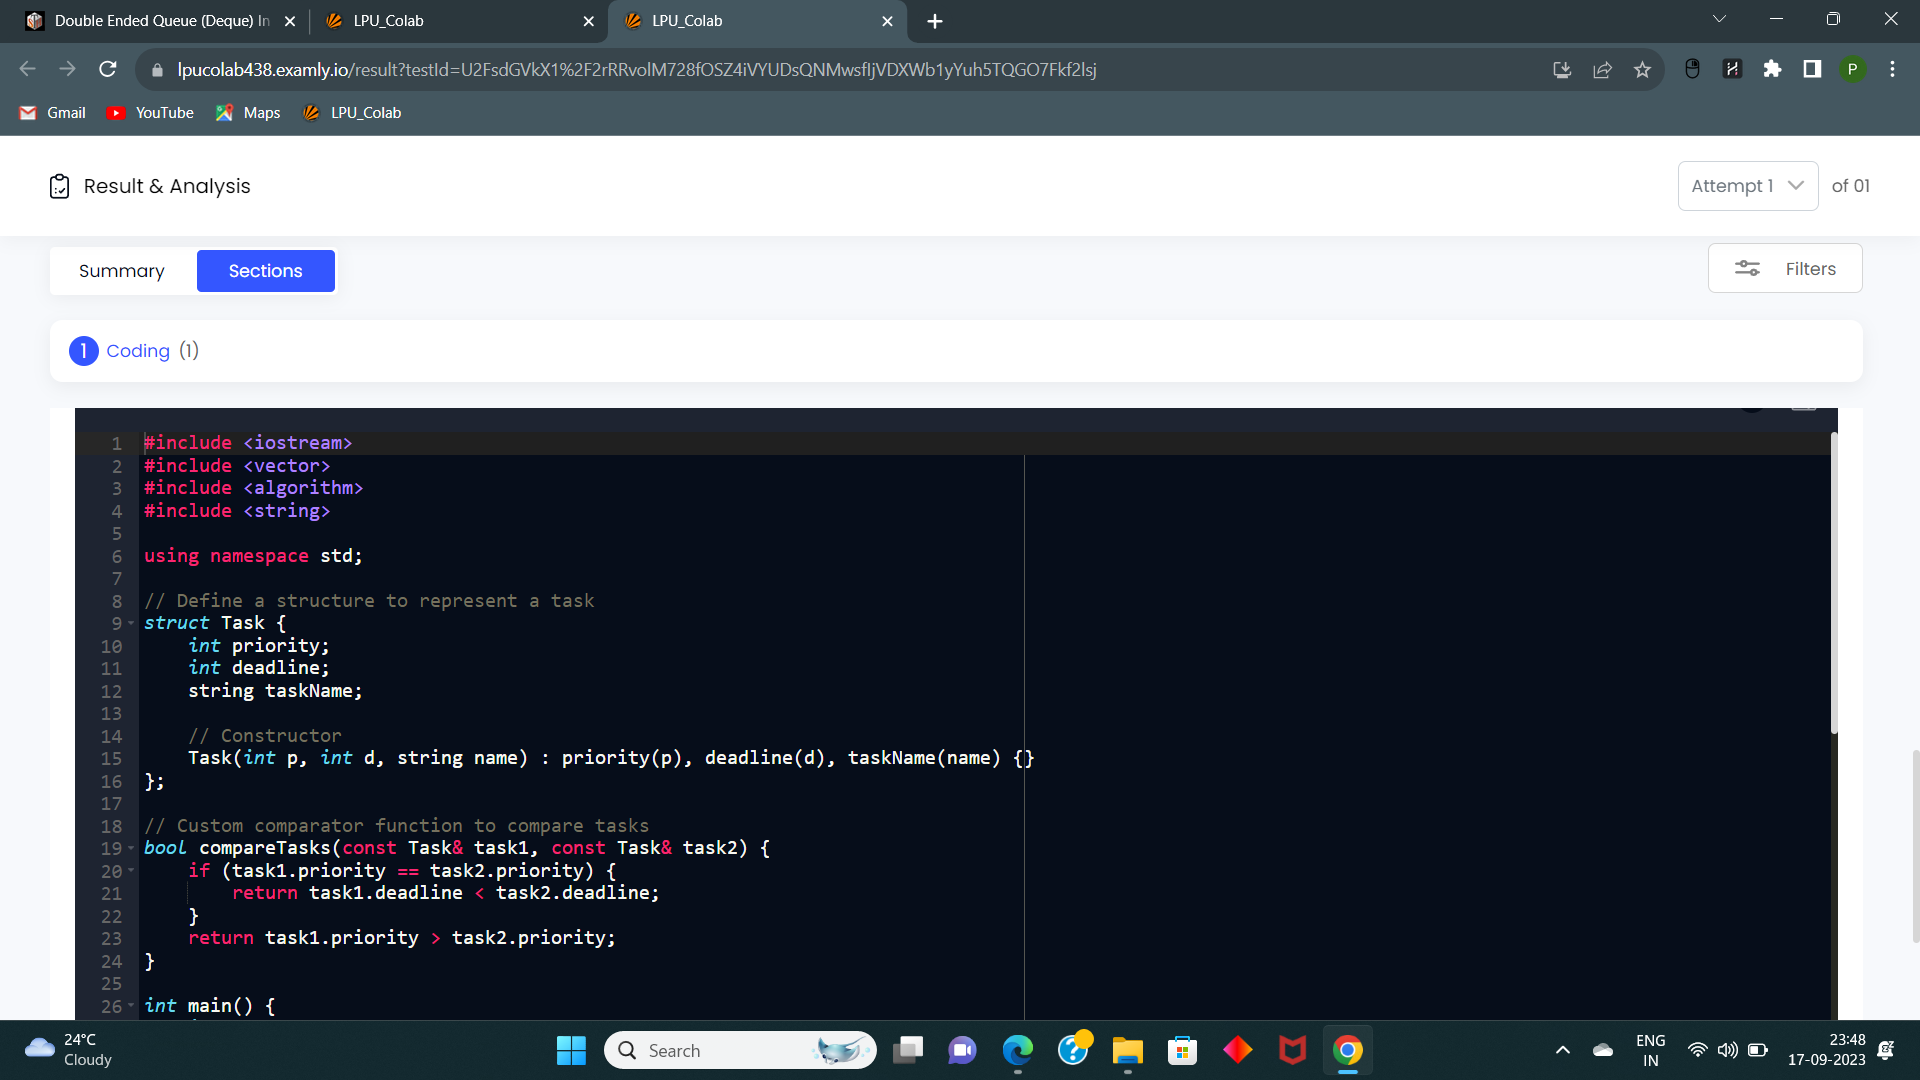 Double Ended Queue (Deque) In
LPU_Colab
LPU_Colab
lpucolab438.examly.io/result?testId=U2FsdGVkX1%2F2rRRvolM728fOSZ4iVYUDsQNMwsfljVDXWb1yYuh5TQGO7Fkf2lsj
P
Gmail
YouTube
Maps
LPU_Colab
Result & Analysis
Attempt 1
of 01
Summary
Sections
Filters
1 Coding (1)
1 #include <iostream>
2 #include <vector>
3 #include <algorithm>
4 #include <string>
5
6 using namespace std;
7
8 // Define a structure to represent a task
9 struct Task {
10 int priority;
11 int deadline;
12 string taskName;
13
14 // Constructor
15 Task(int p, int d, string name) : priority(p), deadline(d), taskName(name) {}
16 };
17
18 // Custom comparator function to compare tasks
19 bool compareTasks(const Task& task1, const Task& task2) {
20 if (task1.priority == task2.priority) {
21 return task1.deadline < task2.deadline;
22 }
23 return task1.priority > task2.priority;
24 }
25
26 int main() {
24°C
Cloudy
Search
ENG
IN
23:48
17-09-2023